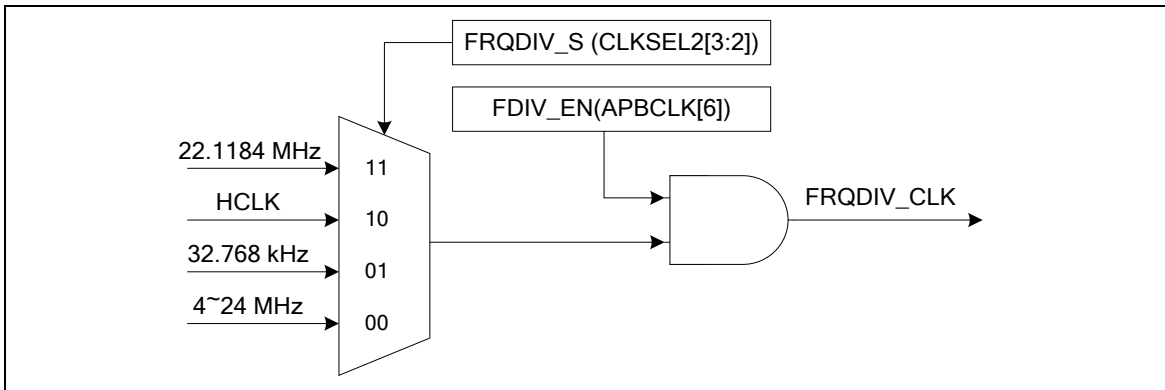 FRQDIV_S (CLKSEL2[3:2])
FDIV_EN(APBCLK[6])
22.1184 MHz
11
HCLK
10
32.768 kHz
01
4~24 MHz
00
FRQDIV_CLK